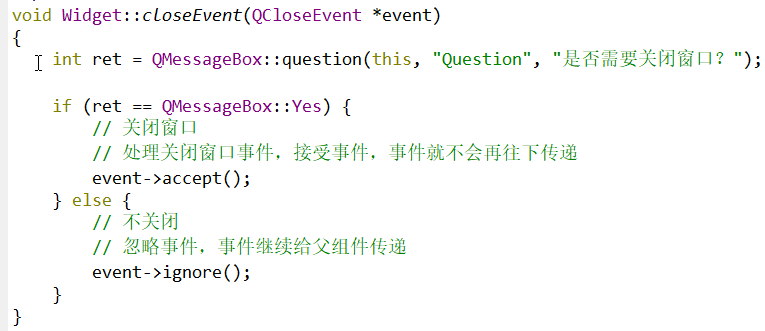 void Widget::closeEvent(QCloseEvent *event)
{
    int ret = QMessageBox::question(this, "Question", "是否需要关闭窗口？");

    if (ret == QMessageBox::Yes) {
        // 关闭窗口
        // 处理关闭窗口事件，接受事件，事件就不会再往下传递
        event->accept();
    } else {
        // 不关闭
        // 忽略事件，事件继续给父组件传递
        event->ignore();
    }
}